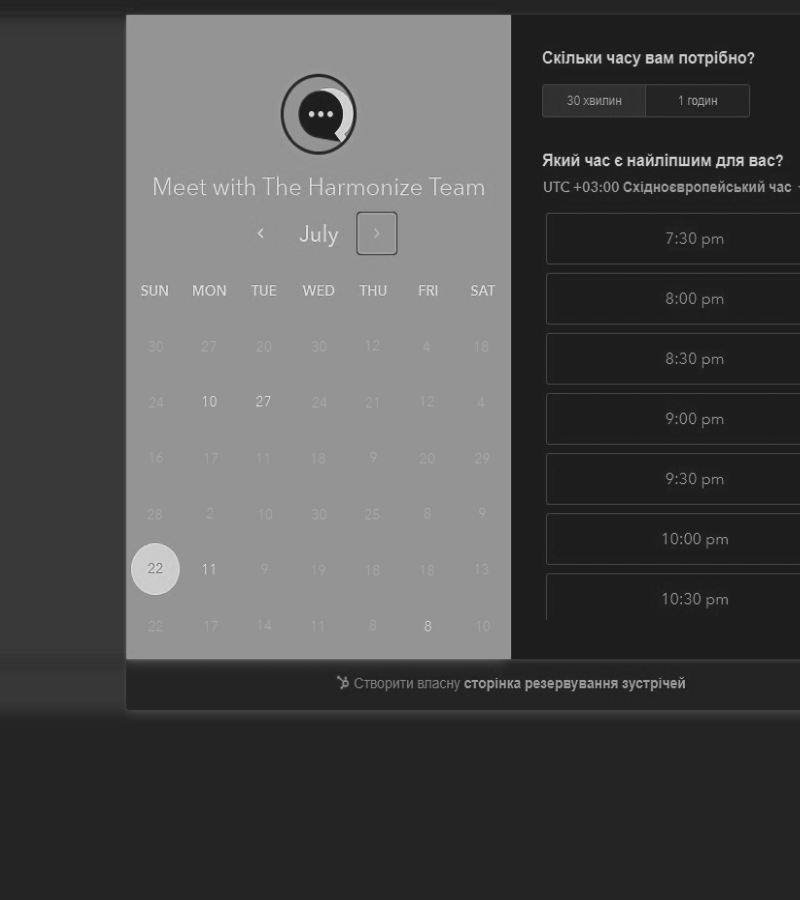 Meet with The Harmonize Team
July
SUN MON TUE WED THU FRI SAT
30 27 20 30 12 4 18
24 10 27 24 21 12 4
16 17 11 18 9 20 29
28 2 10 30 25 8 9
22 11 9 19 18 18 13
22 17 14 11 8 8 10
Скільки часу вам потрібно?
30 хвилин 1 годин
Який час є найліпшим для вас?
UTC +03:00 Східноєвропейський час
7:30 pm
8:00 pm
8:30 pm
9:00 pm
9:30 pm
10:00 pm
10:30 pm
Створити власну сторінка резервування зустрічей